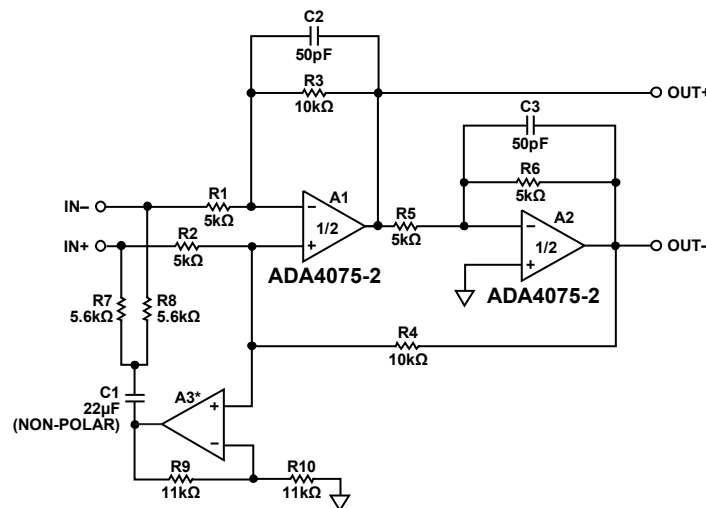 C2
50pF
R3
10kΩ
OUT+
C3
50pF
R6
5kΩ
IN–
R1
5kΩ
A1
–
1/2
+
R5
5kΩ
A2
–
1/2
+
IN+
R2
5kΩ
OUT–
ADA4075-2
ADA4075-2
R7
5.6kΩ
R8
5.6kΩ
R4
10kΩ
C1
22µF
(NON-POLAR)
A3*
+
–
R9
11kΩ
R10
11kΩ